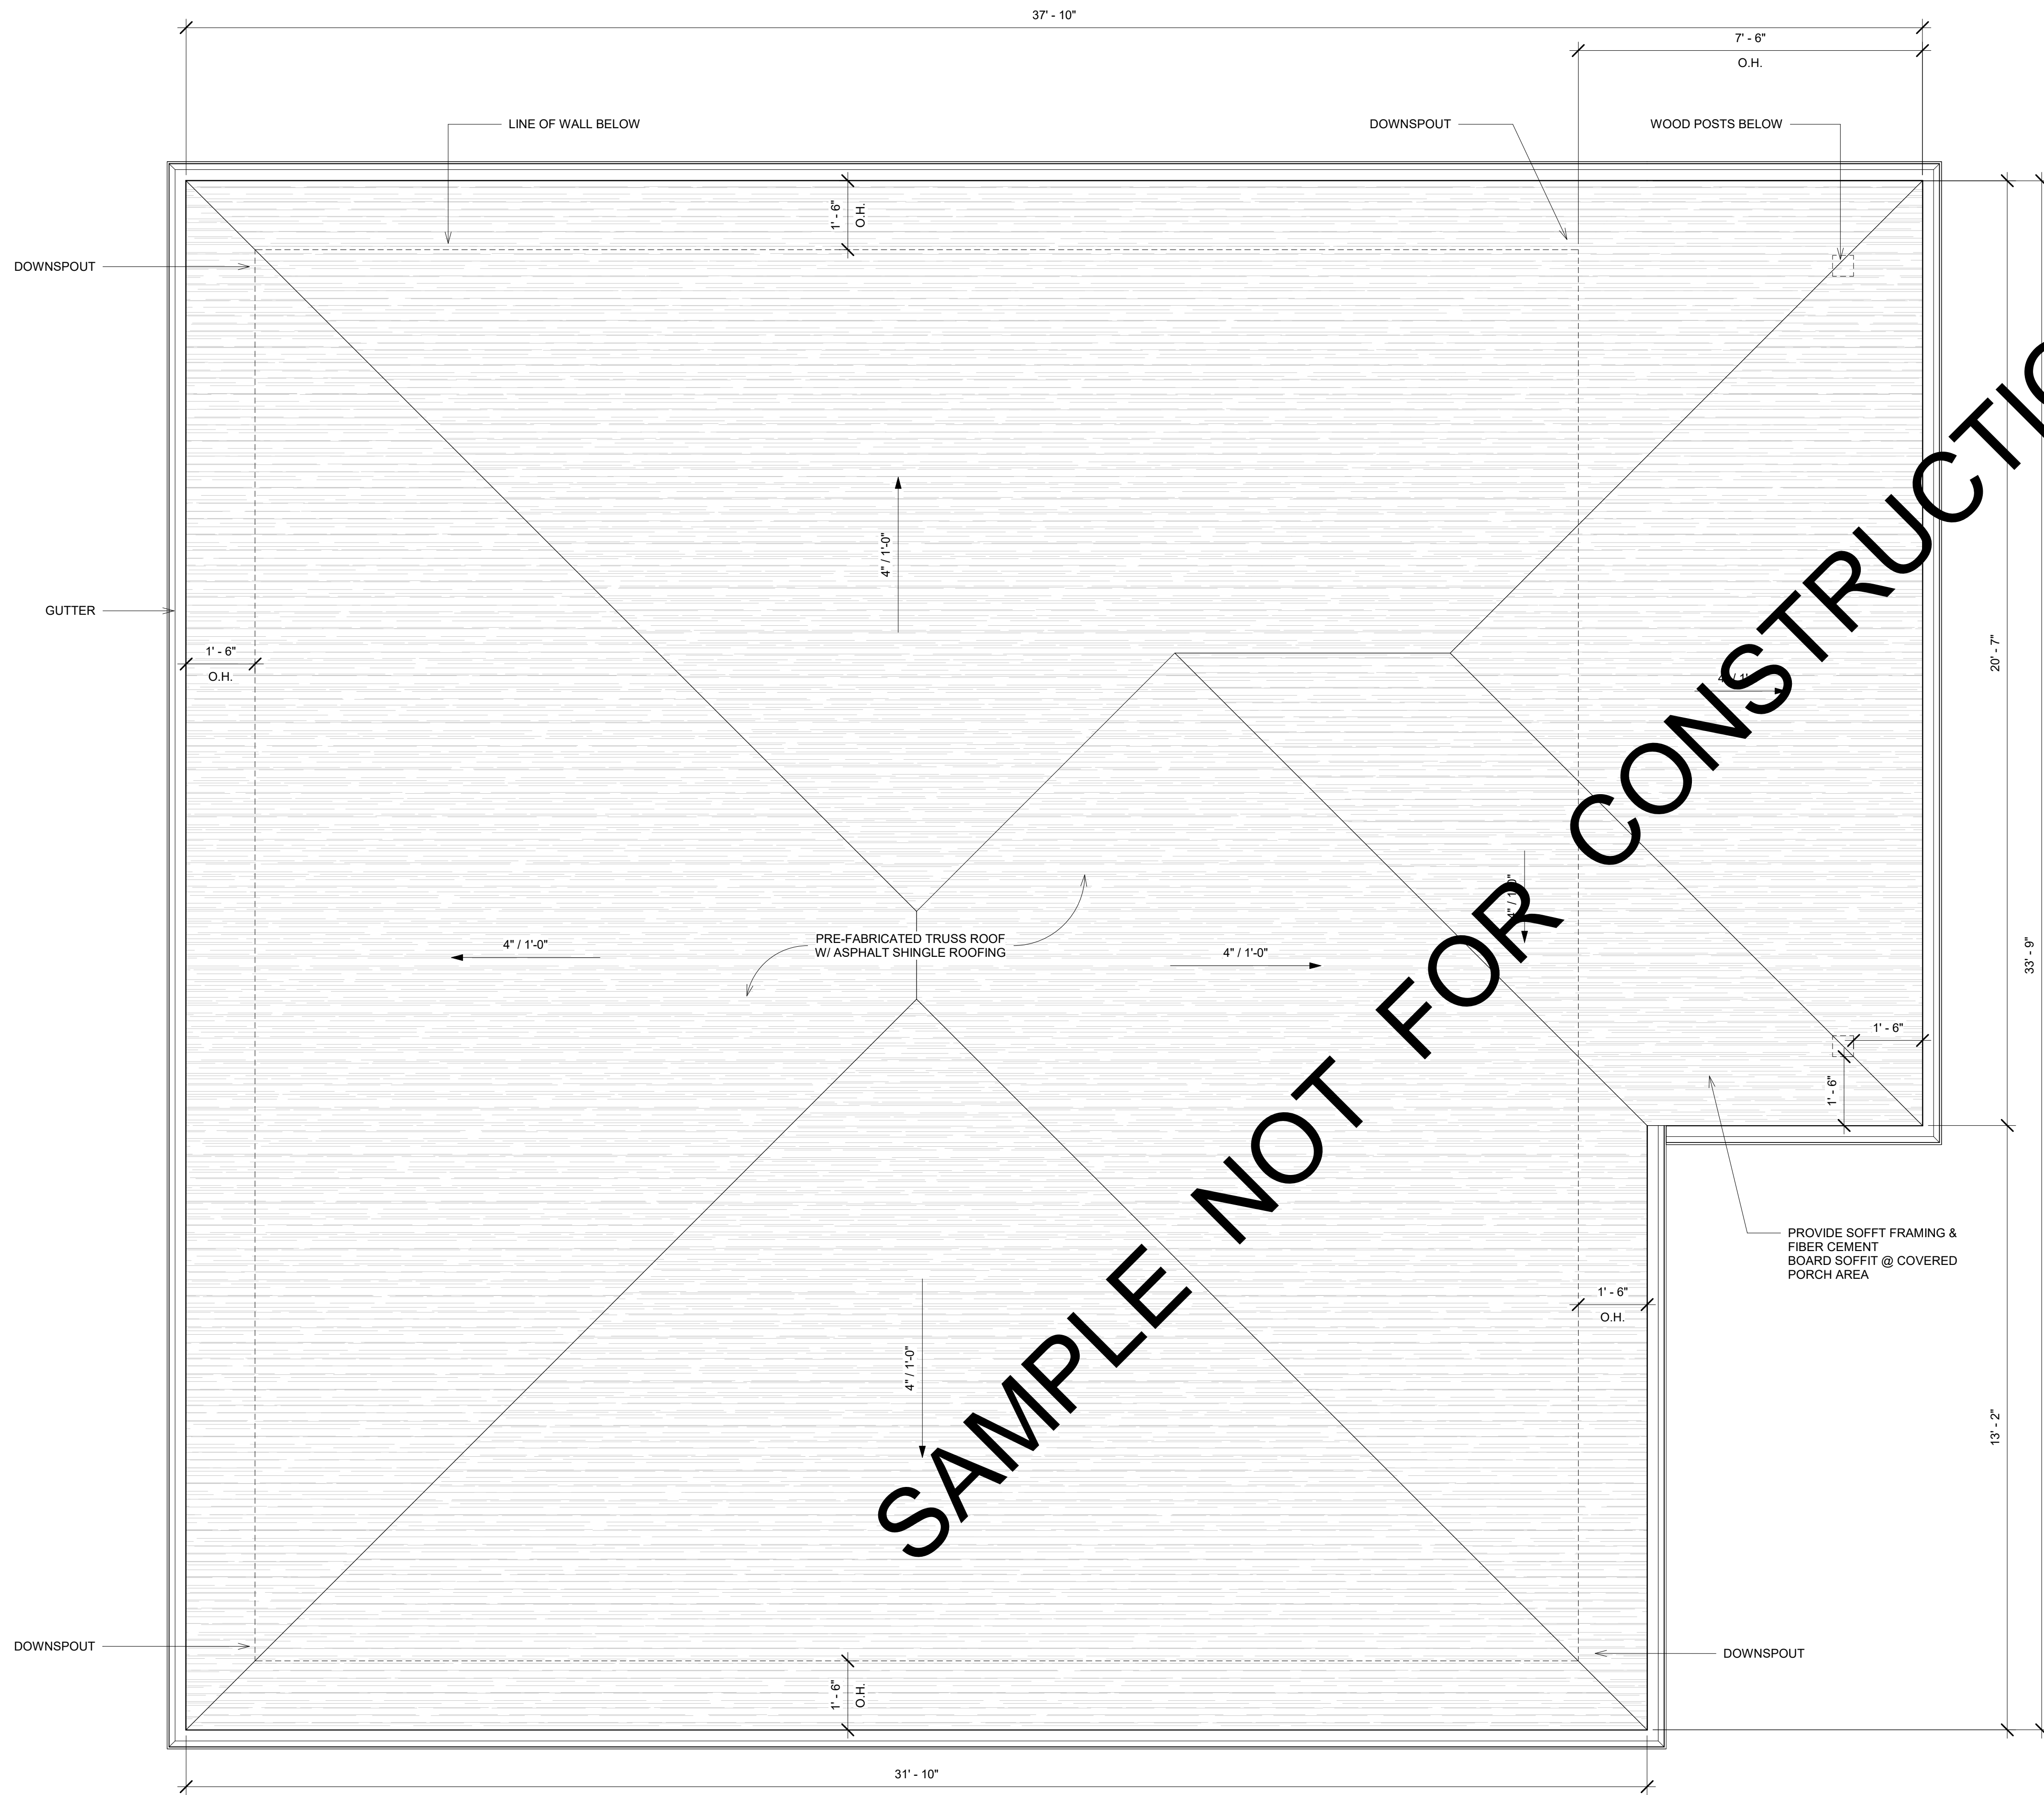 37' - 10"
7' - 6"
O.H.
LINE OF WALL BELOW
DOWNSPOUT
WOOD POSTS BELOW
1' - 6"
O.H.
DOWNSPOUT
4" / 1'-0"
GUTTER
1' - 6"
O.H.
20' - 7"
33' - 9"
PRE-FABRICATED TRUSS ROOF
W/ ASPHALT SHINGLE ROOFING
4" / 1'-0"
4" / 1'-0"
1' - 6"
1' - 6"
PROVIDE SOFFT FRAMING &
FIBER CEMENT
BOARD SOFFIT @ COVERED
PORCH AREA
1' - 6"
O.H.
4" / 1'-0"
13' - 2"
SAMPLE NOT FOR
DOWNSPOUT
DOWNSPOUT
1' - 6"
O.H.
31' - 10"